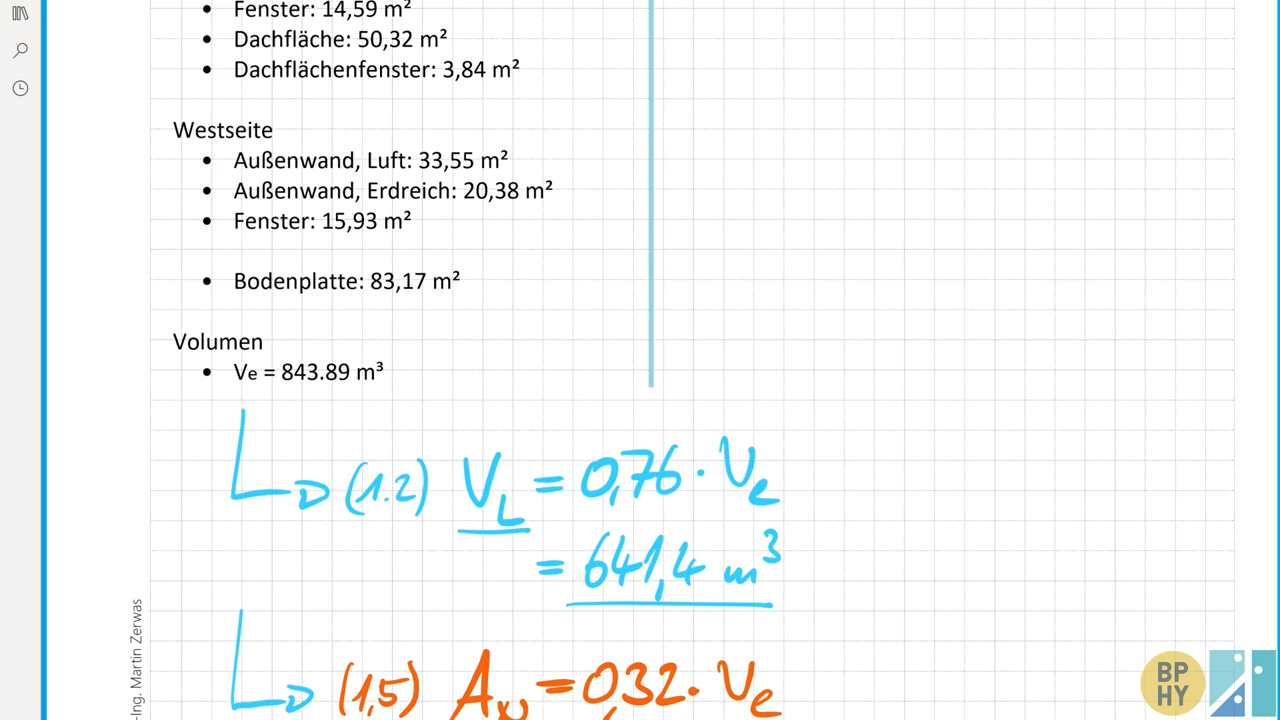 • Fenster: 14,59 m²
• Dachfläche: 50,32 m²
• Dachflächenfenster: 3,84 m²
Westseite
• Außenwand, Luft: 33,55 m²
• Außenwand, Erdreich: 20,38 m²
• Fenster: 15,93 m²
• Bodenplatte: 83,17 m²
Volumen
• Ve = 843.89 m³
(1.2) VL = 0,76 · Ve
= 641,4 m³
(1,5) AN = 0,32 · Ve
-Ing. Martin Zerwas
BP
HY